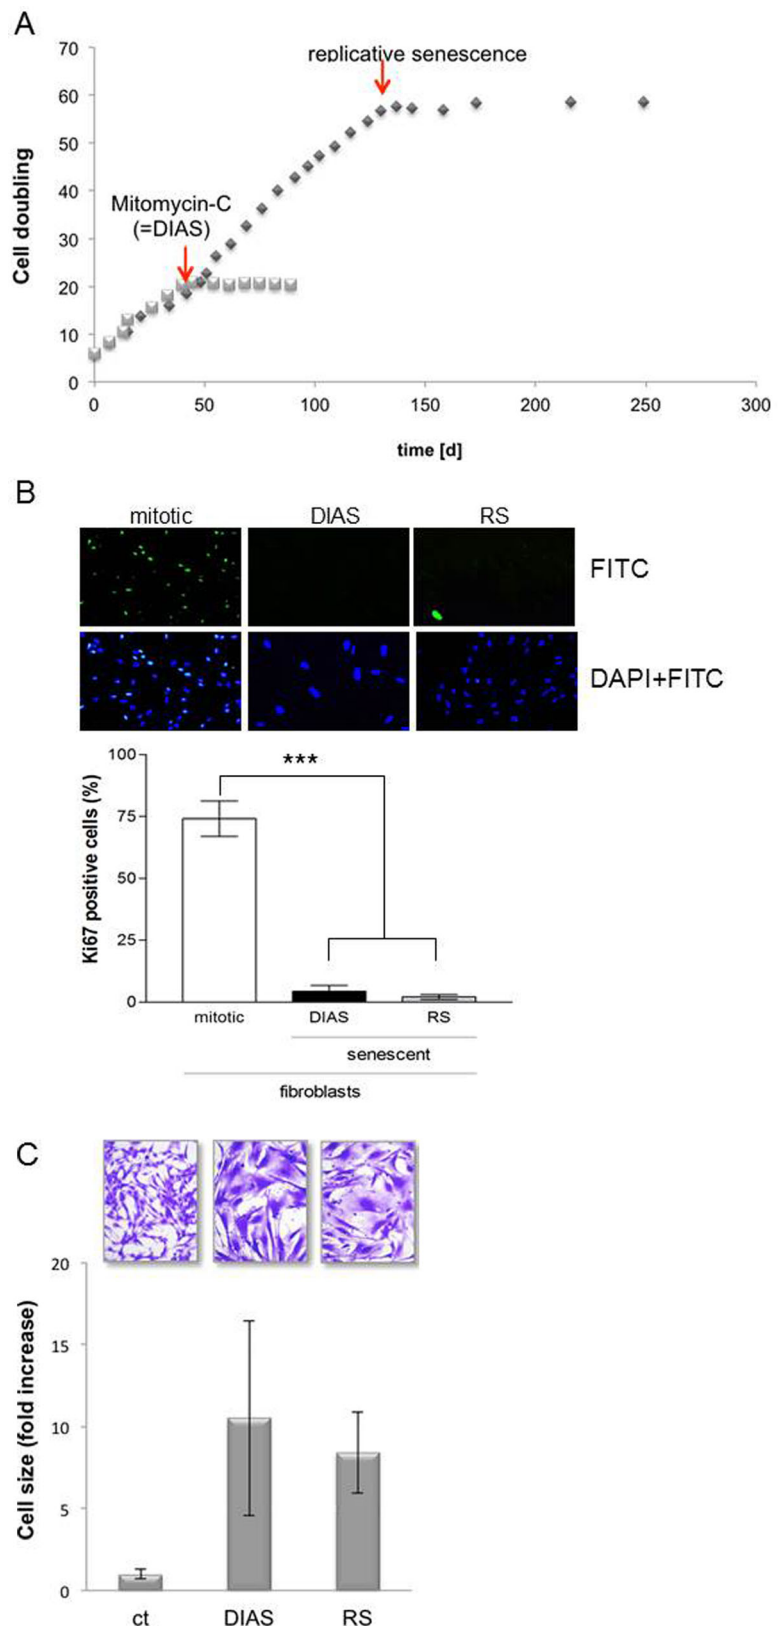 A
70
60
50
40
30
20
10
0
Cell doubling
replicative senescence
Mitomycin-C
(=DIAS)
0 50 100 150 200 250 300
time [d]
B
mitotic DIAS RS
FITC
DAPI+FITC
100
75
50
25
0
Ki67 positive cells (%)
***
mitotic DIAS RS
senescent
fibroblasts
C
20
15
10
5
0
Cell size (fold increase)
ct DIAS RS